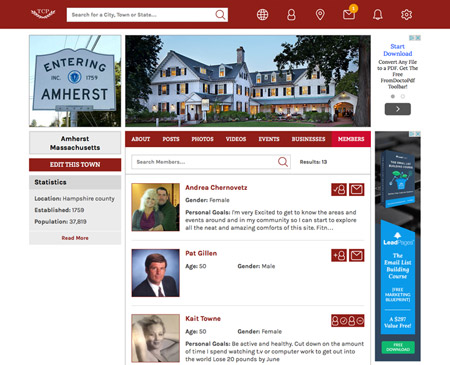 TCP
Search for a City, Town or State...
1
ENTERING
INC. 1759
AMHERST
Amherst
Massachusetts
EDIT THIS TOWN
Statistics
Location: Hampshire county
Established: 1759
Population: 37,819
Read More
ABOUT POSTS PHOTOS VIDEOS EVENTS BUSINESSES MEMBERS
Search Members...
Results: 13
Andrea Chernovetz
Gender: Female
Personal Goals: I'm very Excited to get to know the areas and
events around and in my community so I can start to explore
all the neat and amazing comforts of this site. Fitn...
Pat Gillen
Age: 50 Gender: Male
Kait Towne
Age: 50 Gender: Female
Personal Goals: Be active and healthy. Cut down on the amount
of time I spend watching t.v or computer work to get out into
the world Lose 20 pounds by June
Start
Download
Convert Any File
to a PDF. Get The
Free
FromDoctoPdf
Toolbar!
LeadPages
The
Email List
Building
Course
[FREE
MARKETING
BLUEPRINT]
A $297
Value Free!
FREE DOWNLOAD